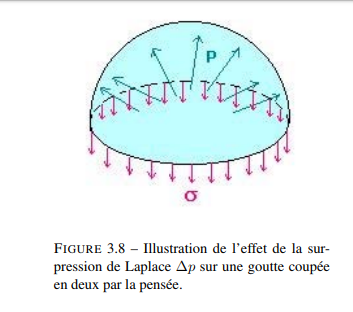 P
σ
FIGURE 3.8 – Illustration de l'effet de la sur-
pression de Laplace Δp sur une goutte coupée
en deux par la pensée.